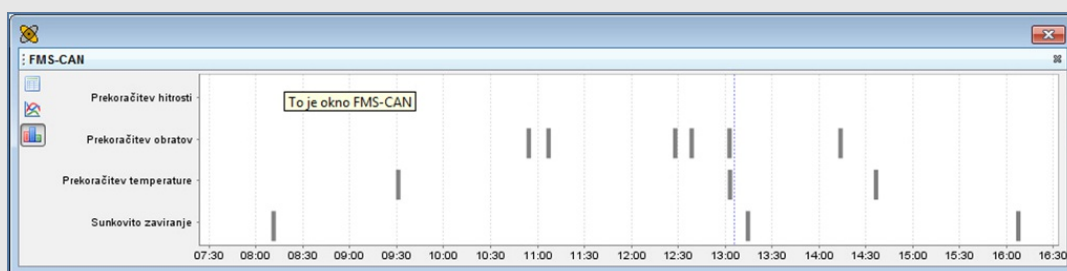 FMS-CAN
Prekoračitev hitrosti
To je okno FMS-CAN
Prekoračitev obratov
Prekoračitev temperature
Sunkovito zaviranje
07:30 08:00 08:30 09:00 09:30 10:00 10:30 11:00 11:30 12:00 12:30 13:00 13:30 14:00 14:30 15:00 15:30 16:00 16:30